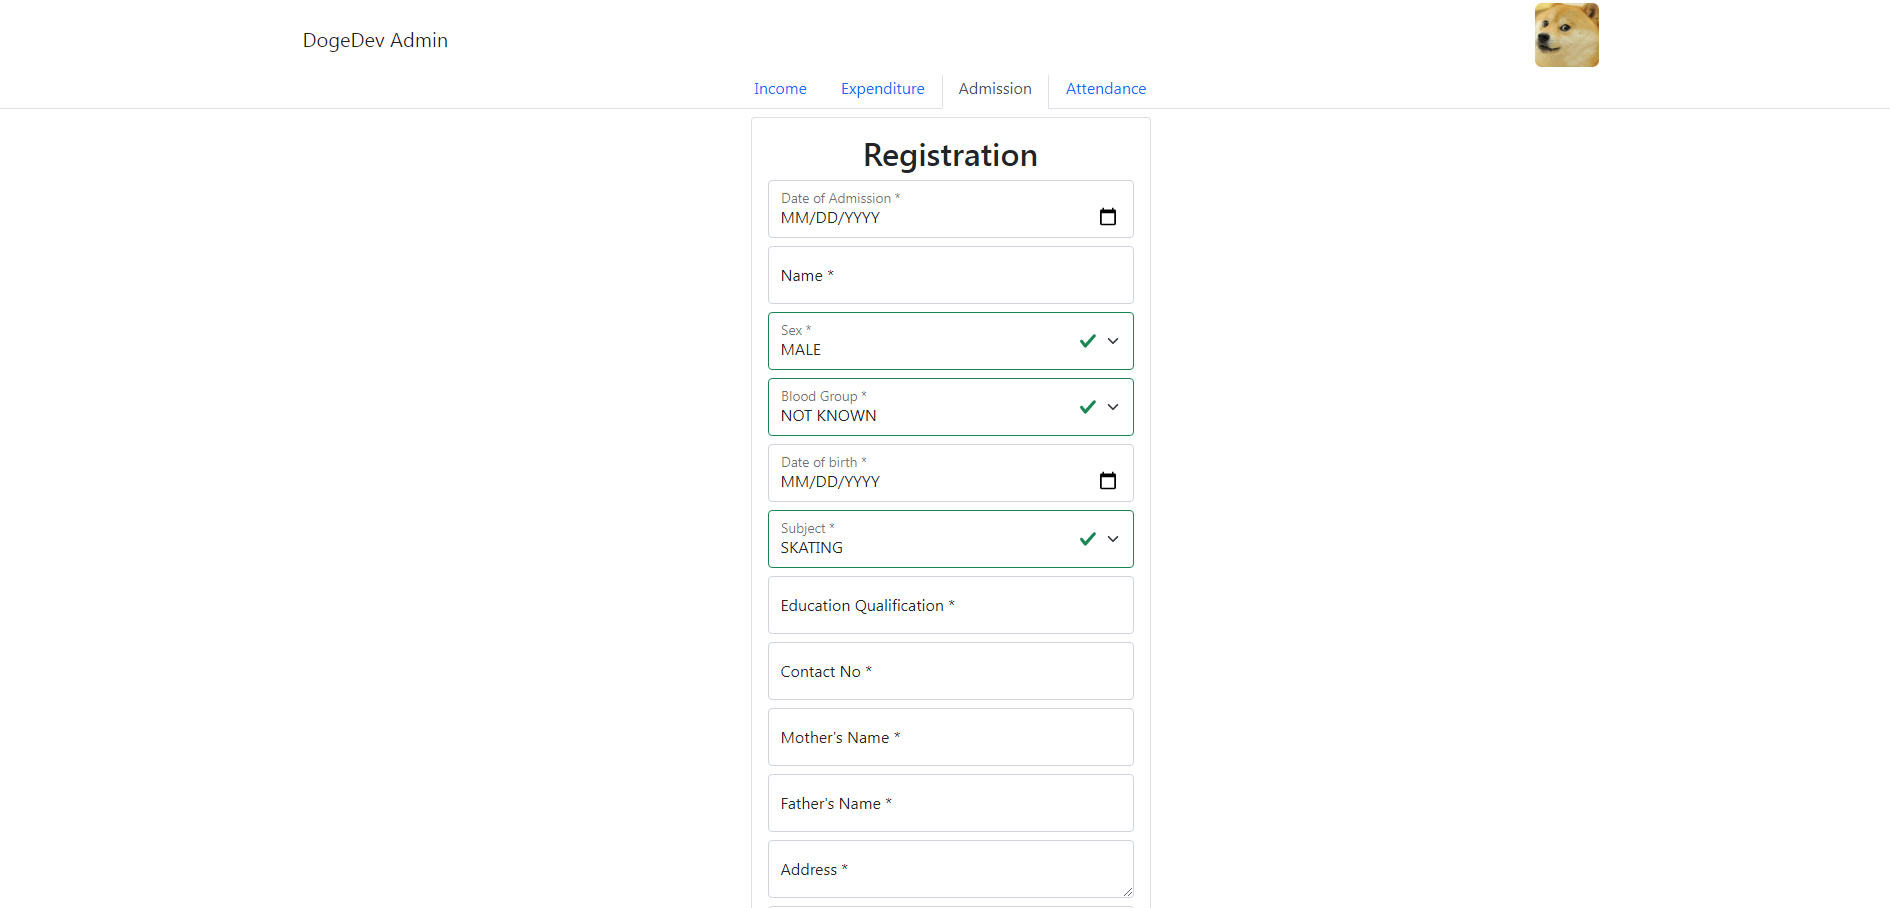 DogeDev Admin
Income Expenditure Admission Attendance
Registration
Date of Admission *
MM/DD/YYYY
Name *
Sex *
MALE
Blood Group *
NOT KNOWN
Date of birth *
MM/DD/YYYY
Subject *
SKATING
Education Qualification *
Contact No *
Mother's Name *
Father's Name *
Address *